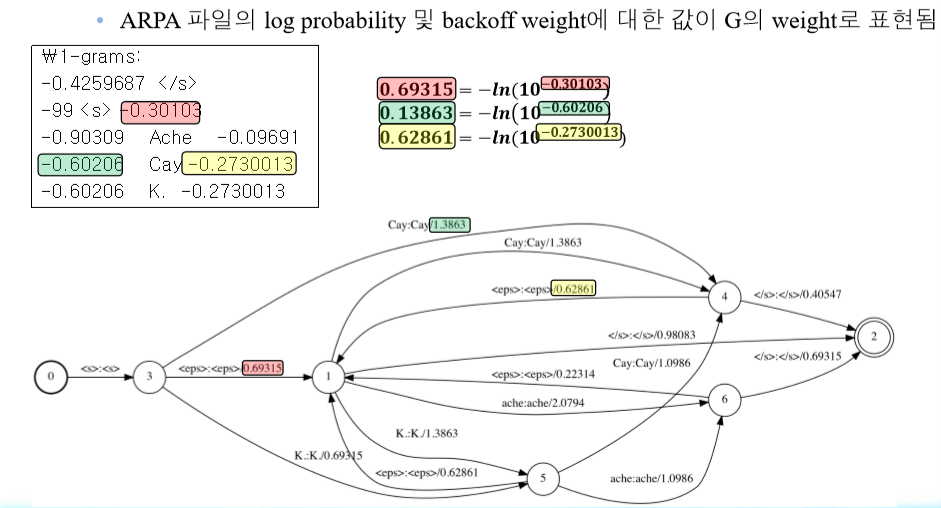 • ARPA 파일의 log probability 및 backoff weight에 대한 값이 G의 weight로 표현됨
₩1-grams:
-0.4259687 </s>
-99 <s> -0.30103
-0.90309 Ache -0.09691
-0.60206 Cay -0.2730013
-0.60206 K. -0.2730013
0.69315 = −ln(10^−0.30103)
0.13863 = −ln(10^−0.60206)
0.62861 = −ln(10^−0.2730013)
Cay:Cay/1.3863
Cay:Cay/1.3863
<eps>:<eps>/0.62861
4
</s>:</s>/0.40547
</s>:</s>/0.98083
2
Cay:Cay/1.0986
</s>:</s>/0.69315
0
<s>:<s>
3
<eps>:<eps>/0.69315
1
<eps>:<eps>/0.22314
6
ache:ache/2.0794
K.:K./1.3863
K.:K./0.69315
<eps>:<eps>/0.62861
5
ache:ache/1.0986